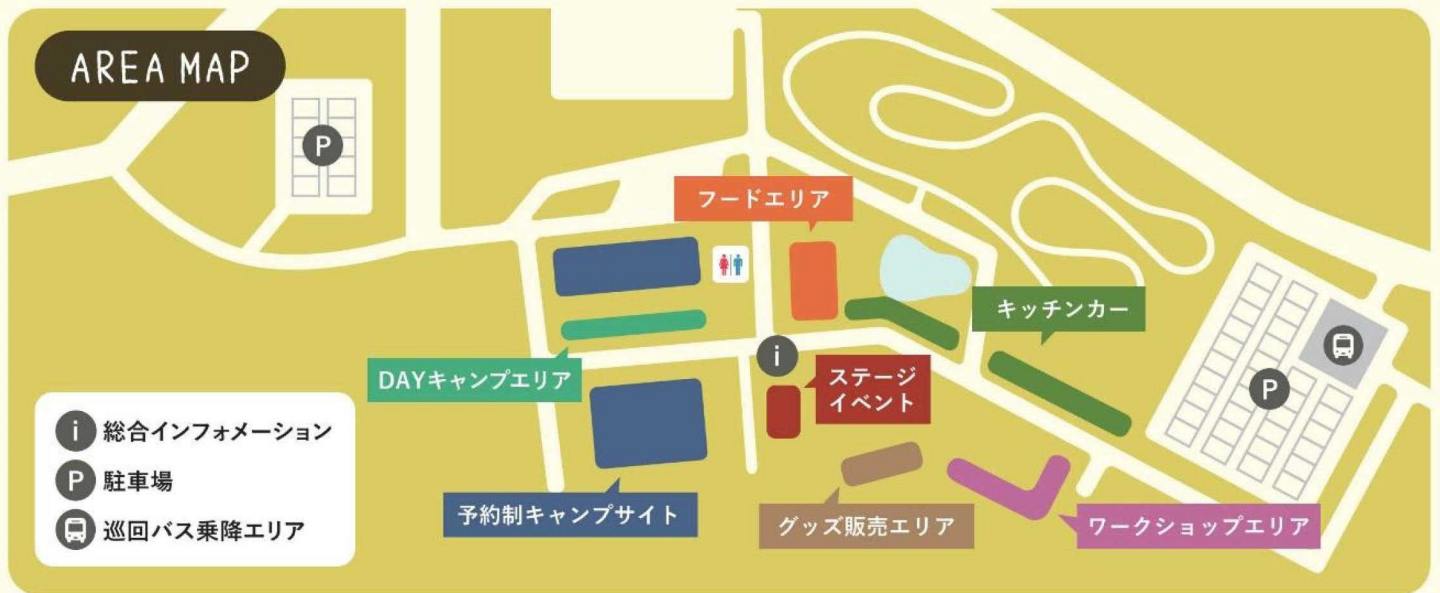 AREA MAP
P
フードエリア
キッチンカー
i
DAYキャンプエリア
ステージ
イベント
P
i 総合インフォメーション
P 駐車場
巡回バス乗降エリア
予約制キャンプサイト
グッズ販売エリア
ワークショップエリア